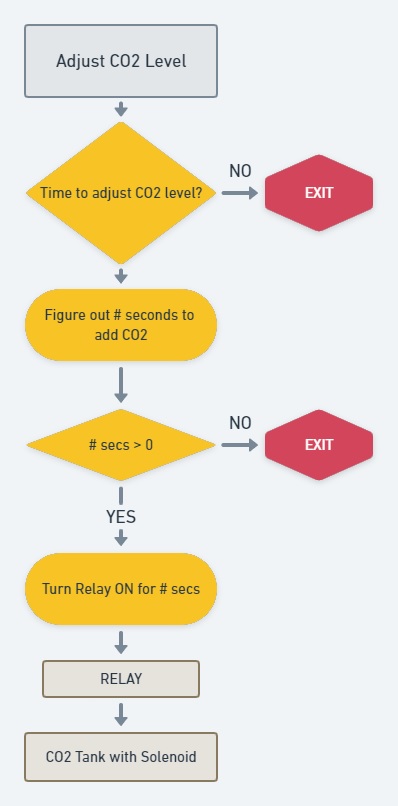 Adjust CO2 Level
Time to adjust CO2 level?
NO
EXIT
Figure out # seconds to
add CO2
# secs > 0
NO
EXIT
YES
Turn Relay ON for # secs
RELAY
CO2 Tank with Solenoid